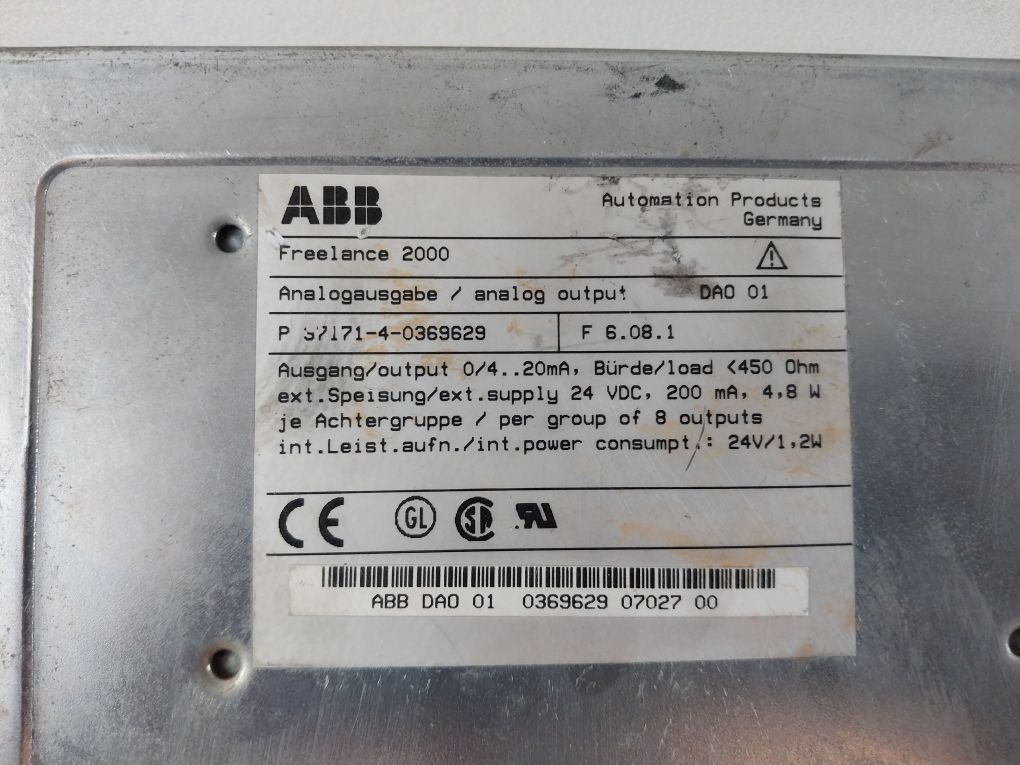 ABB
Automation Products
Germany
Freelance 2000
Analogausgabe / analog output DAO 01
P 37171-4-0369629 F 6.08.1
Ausgang/output 0/4..20mA, Bürde/load <450 Ohm
ext.Speisung/ext.supply 24 VDC, 200 mA, 4,8 W
je Achtergruppe / per group of 8 outputs
int.Leist.aufn./int.power consumpt.: 24V/1,2W
CE GL SA RU
ABB DAO 01 0369629 07027 00